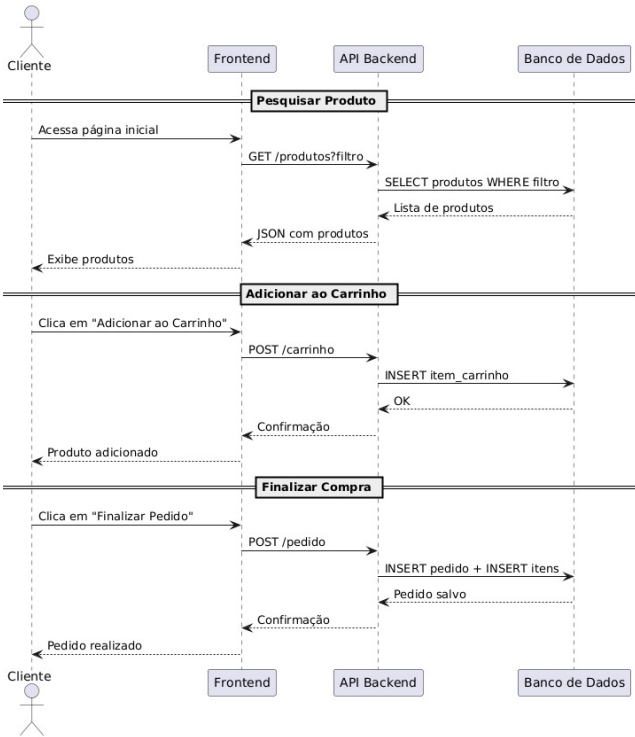 Cliente
Frontend
API Backend
Banco de Dados
Pesquisar Produto
Acessa página inicial
GET /produtos?filtro
SELECT produtos WHERE filtro
Lista de produtos
JSON com produtos
Exibe produtos
Adicionar ao Carrinho
Clica em "Adicionar ao Carrinho"
POST /carrinho
INSERT item_carrinho
OK
Confirmação
Produto adicionado
Finalizar Compra
Clica em "Finalizar Pedido"
POST /pedido
INSERT pedido + INSERT itens
Pedido salvo
Confirmação
Pedido realizado
Cliente
Frontend
API Backend
Banco de Dados